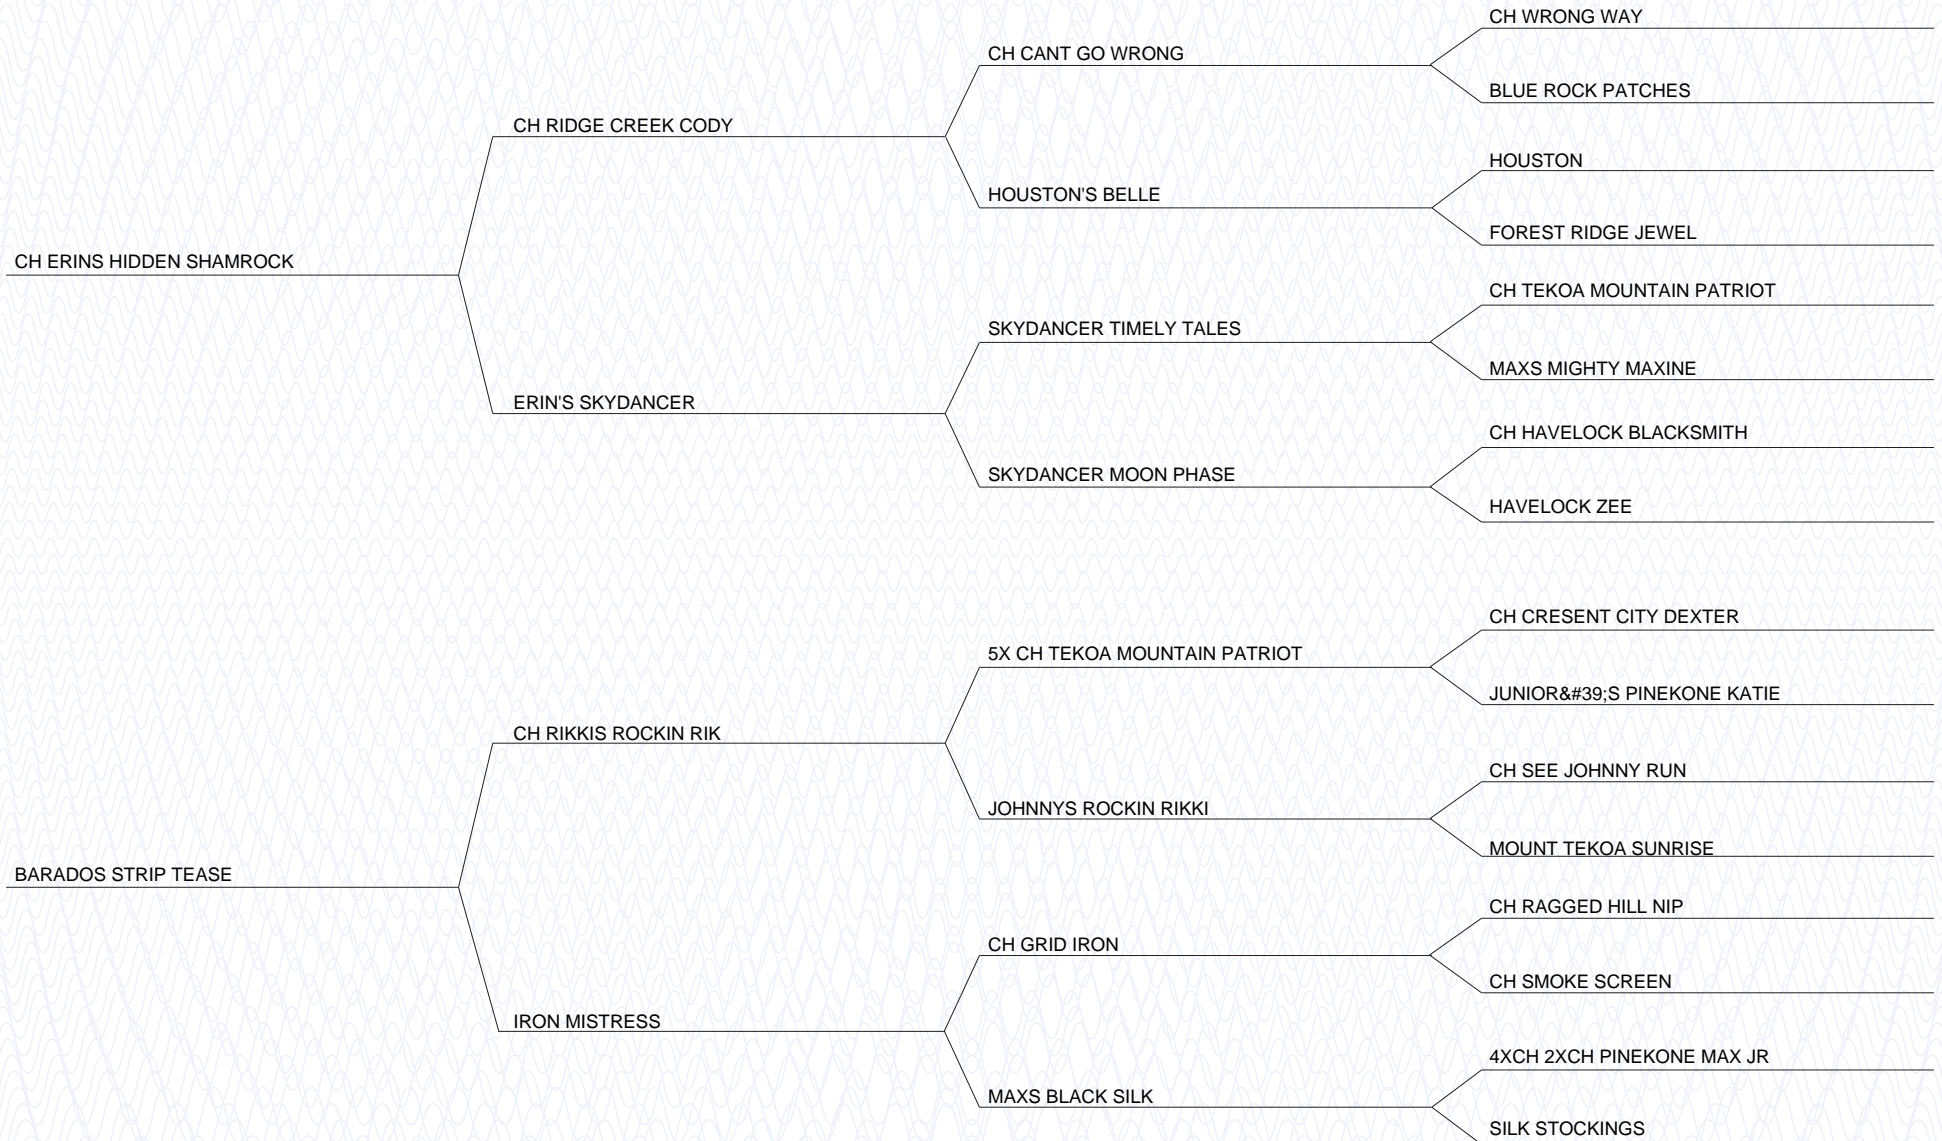 CH WRONG WAY
CH CANT GO WRONG
BLUE ROCK PATCHES
CH RIDGE CREEK CODY
HOUSTON
HOUSTON'S BELLE
FOREST RIDGE JEWEL
CH ERINS HIDDEN SHAMROCK
CH TEKOA MOUNTAIN PATRIOT
SKYDANCER TIMELY TALES
MAXS MIGHTY MAXINE
ERIN'S SKYDANCER
CH HAVELOCK BLACKSMITH
SKYDANCER MOON PHASE
HAVELOCK ZEE
CH CRESENT CITY DEXTER
5X CH TEKOA MOUNTAIN PATRIOT
JUNIOR&#39;S PINEKONE KATIE
CH RIKKIS ROCKIN RIK
CH SEE JOHNNY RUN
JOHNNYS ROCKIN RIKKI
MOUNT TEKOA SUNRISE
BARADOS STRIP TEASE
CH RAGGED HILL NIP
CH GRID IRON
CH SMOKE SCREEN
IRON MISTRESS
4XCH 2XCH PINEKONE MAX JR
MAXS BLACK SILK
SILK STOCKINGS